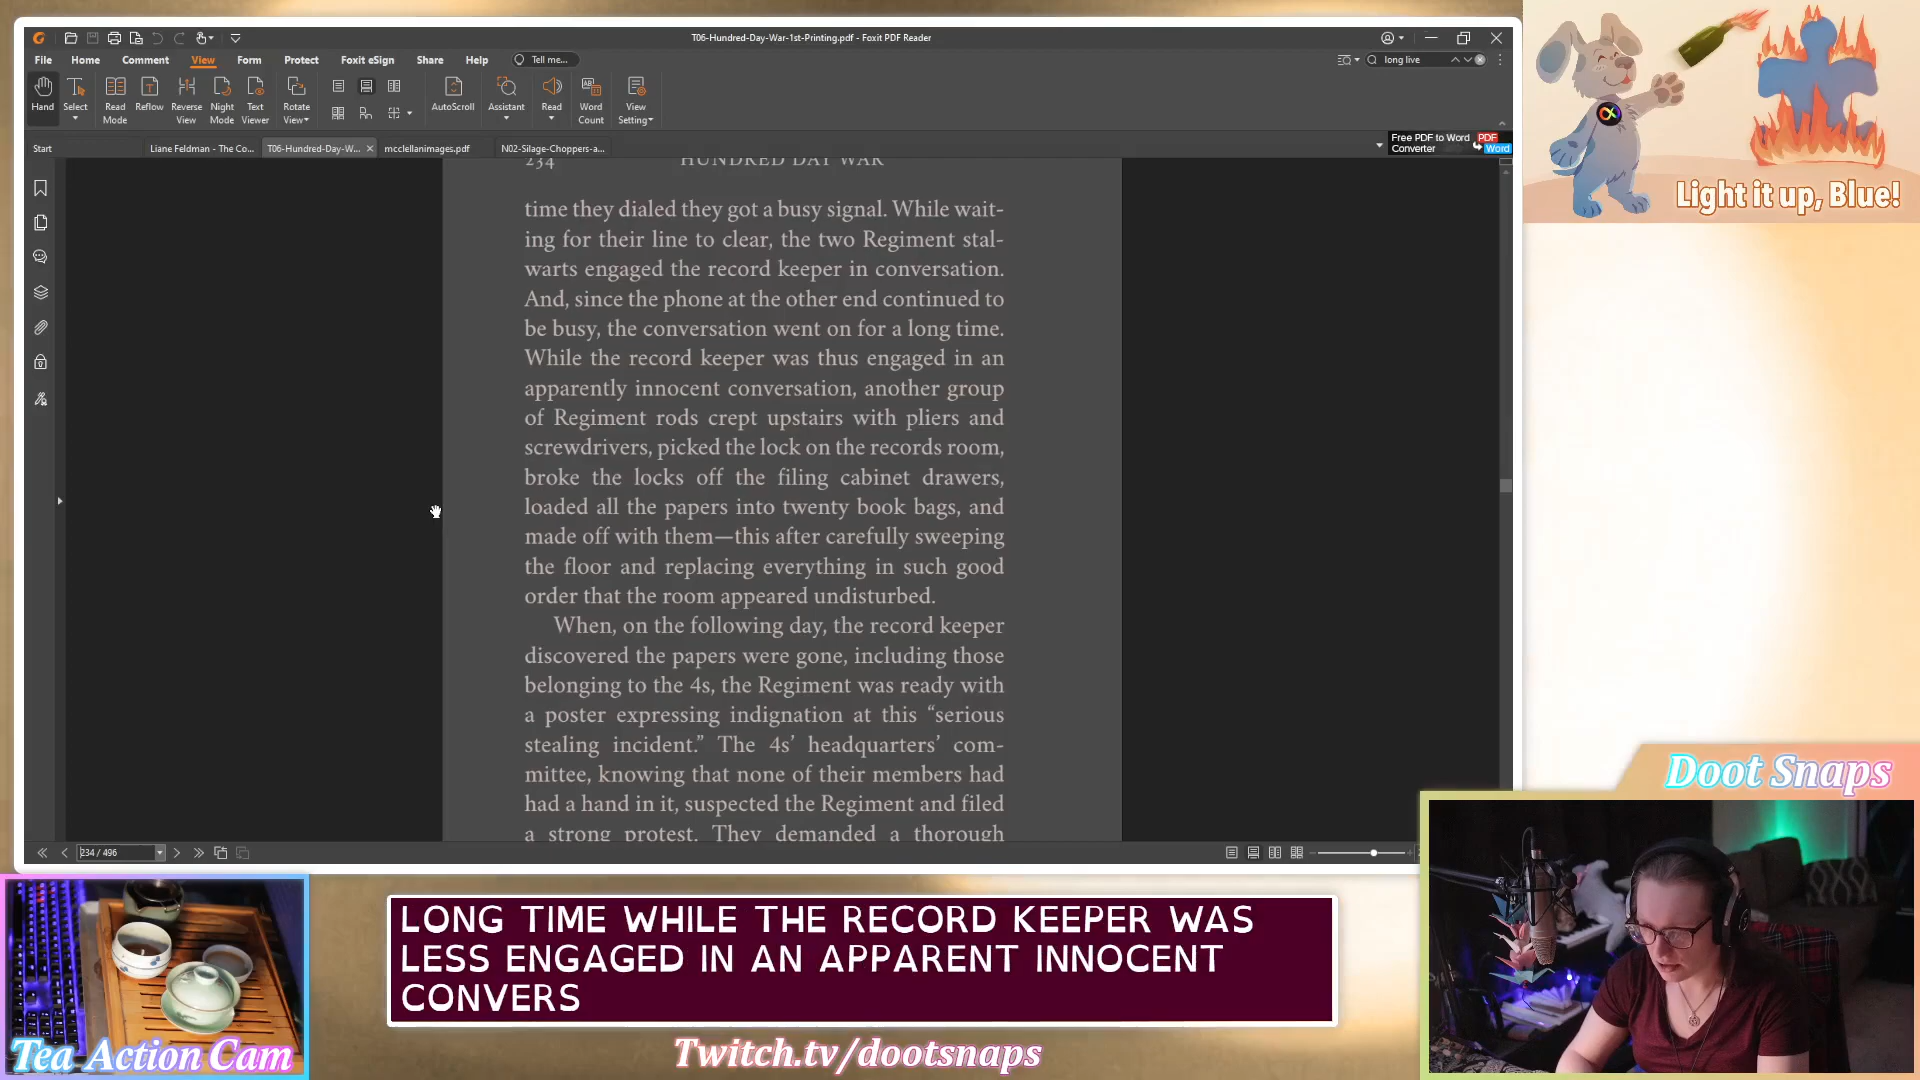 T06-Hundred-Day-War-1st-Printing.pdf - Foxit PDF Reader
File Home Comment View Form Protect Foxit eSign Share Help Tell me... long live
Hand Select Read Mode Reflow Reverse View Night Mode Text Viewer Rotate View AutoScroll Assistant Read Word Count View Setting
Start Liane Feldman - The Co... T06-Hundred-Day-W... mcclellanimages.pdf N02-Silage-Choppers-a...
Free PDF to Word Converter PDF Word
234 HUNDRED DAY WAR
time they dialed they got a busy signal. While wait-
ing for their line to clear, the two Regiment stal-
warts engaged the record keeper in conversation.
And, since the phone at the other end continued to
be busy, the conversation went on for a long time.
While the record keeper was thus engaged in an
apparently innocent conversation, another group
of Regiment rods crept upstairs with pliers and
screwdrivers, picked the lock on the records room,
broke the locks off the filing cabinet drawers,
loaded all the papers into twenty book bags, and
made off with them—this after carefully sweeping
the floor and replacing everything in such good
order that the room appeared undisturbed.
When, on the following day, the record keeper
discovered the papers were gone, including those
belonging to the 4s, the Regiment was ready with
a poster expressing indignation at this “serious
stealing incident.” The 4s’ headquarters’ com-
mittee, knowing that none of their members had
had a hand in it, suspected the Regiment and filed
a strong protest. They demanded a thorough
234 / 496
Light it up, Blue!
Doot Snaps
LONG TIME WHILE THE RECORD KEEPER WAS
LESS ENGAGED IN AN APPARENT INNOCENT
CONVERS
Tea Action Cam
Twitch.tv/dootsnaps